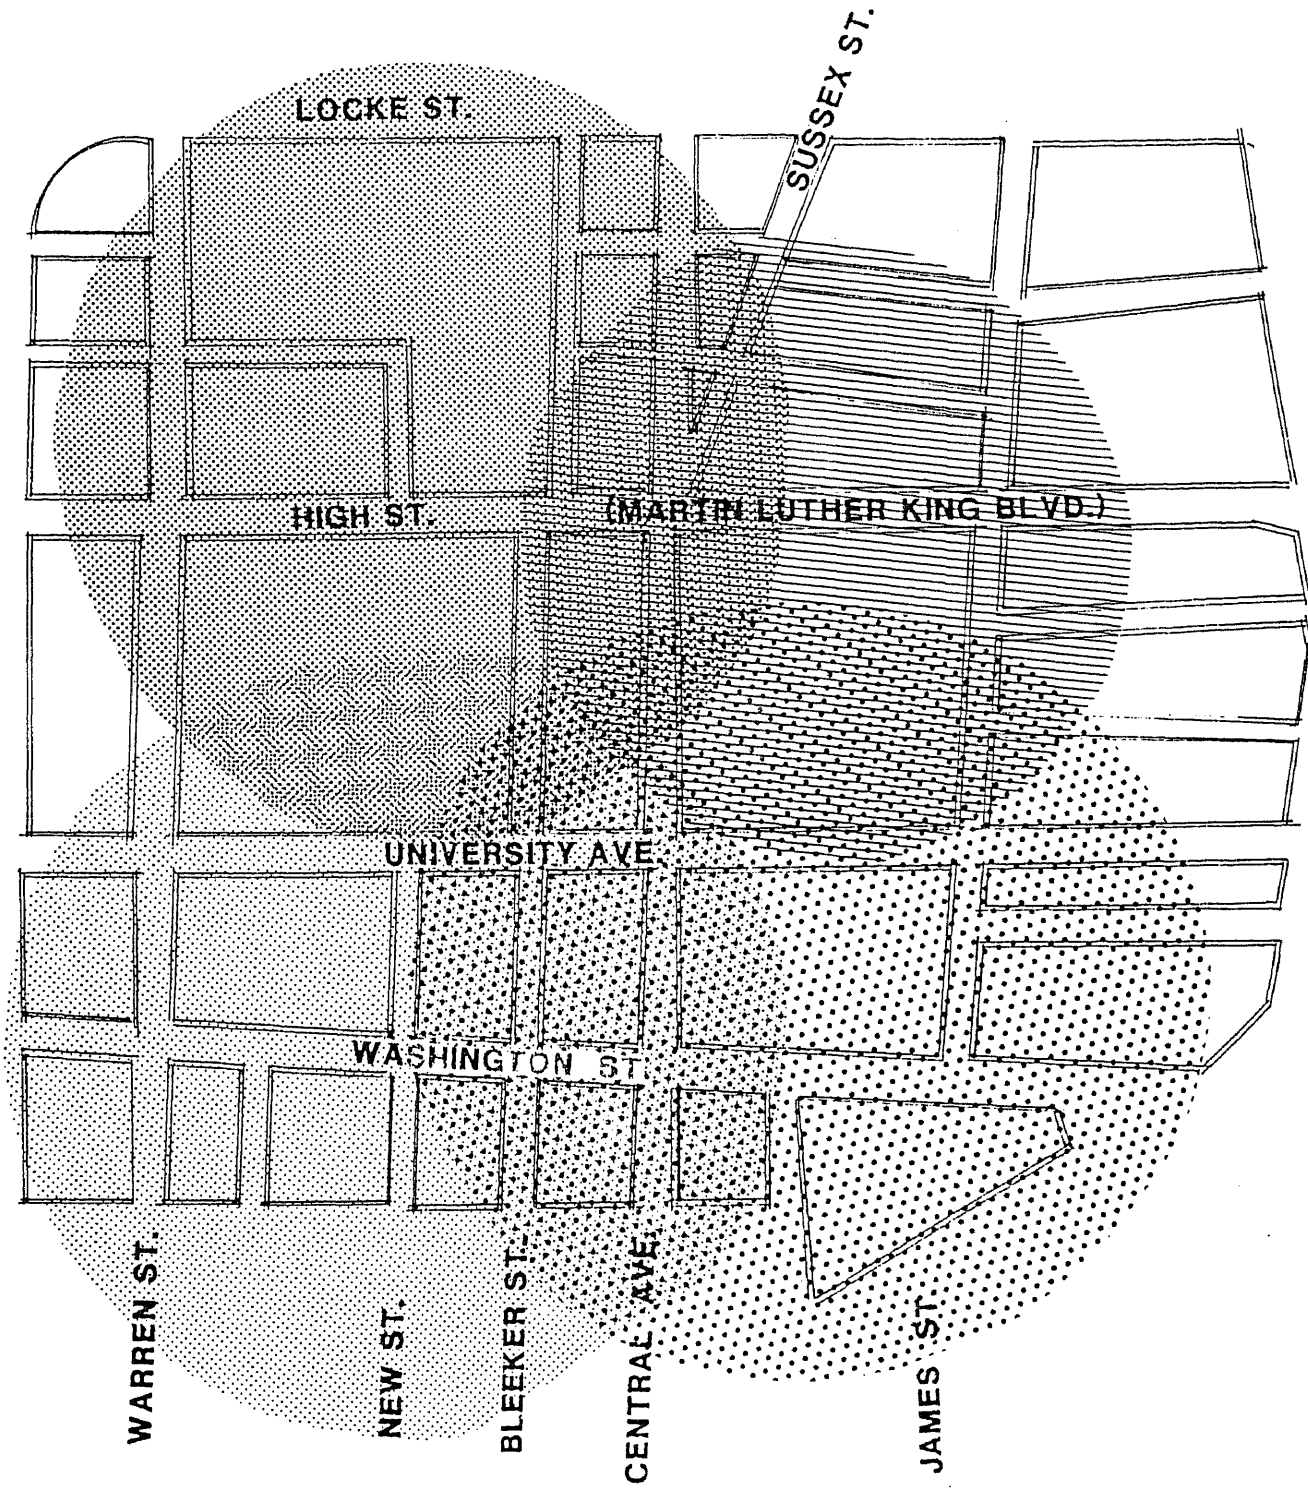 SUSSEX ST.
LOCKE ST.
HIGH ST. (MARTIN LUTHER KING BLVD.)
UNIVERSITY AVE.
WASHINGTON ST.
WARREN ST.
NEW ST.
BLEEKER ST.
CENTRAL AVE.
JAMES ST